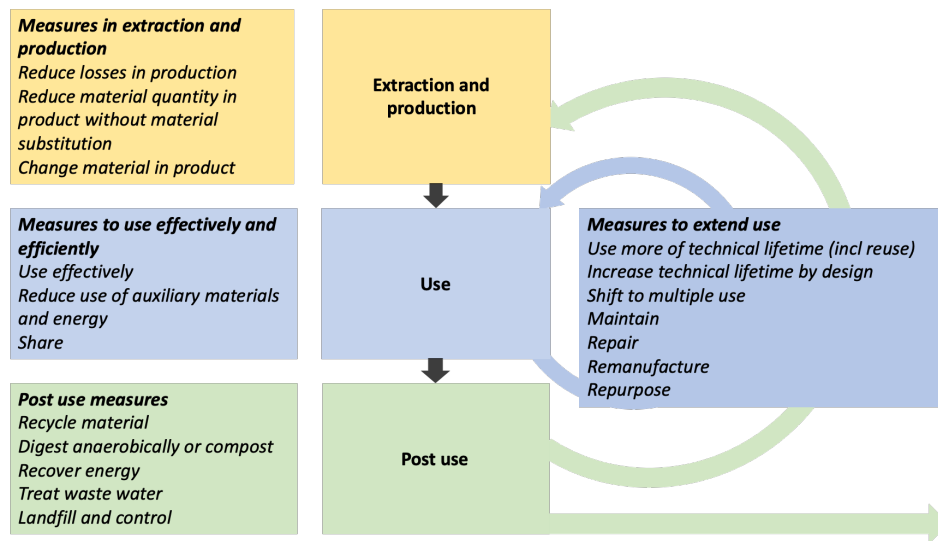 Measures in extraction and
production
Reduce losses in production
Reduce material quantity in
product without material
substitution
Change material in product
Extraction and
production
Measures to use effectively and
efficiently
Use effectively
Reduce use of auxiliary materials
and energy
Share
Use
Measures to extend use
Use more of technical lifetime (incl reuse)
Increase technical lifetime by design
Shift to multiple use
Maintain
Repair
Remanufacture
Repurpose
Post use measures
Recycle material
Digest anaerobically or compost
Recover energy
Treat waste water
Landfill and control
Post use